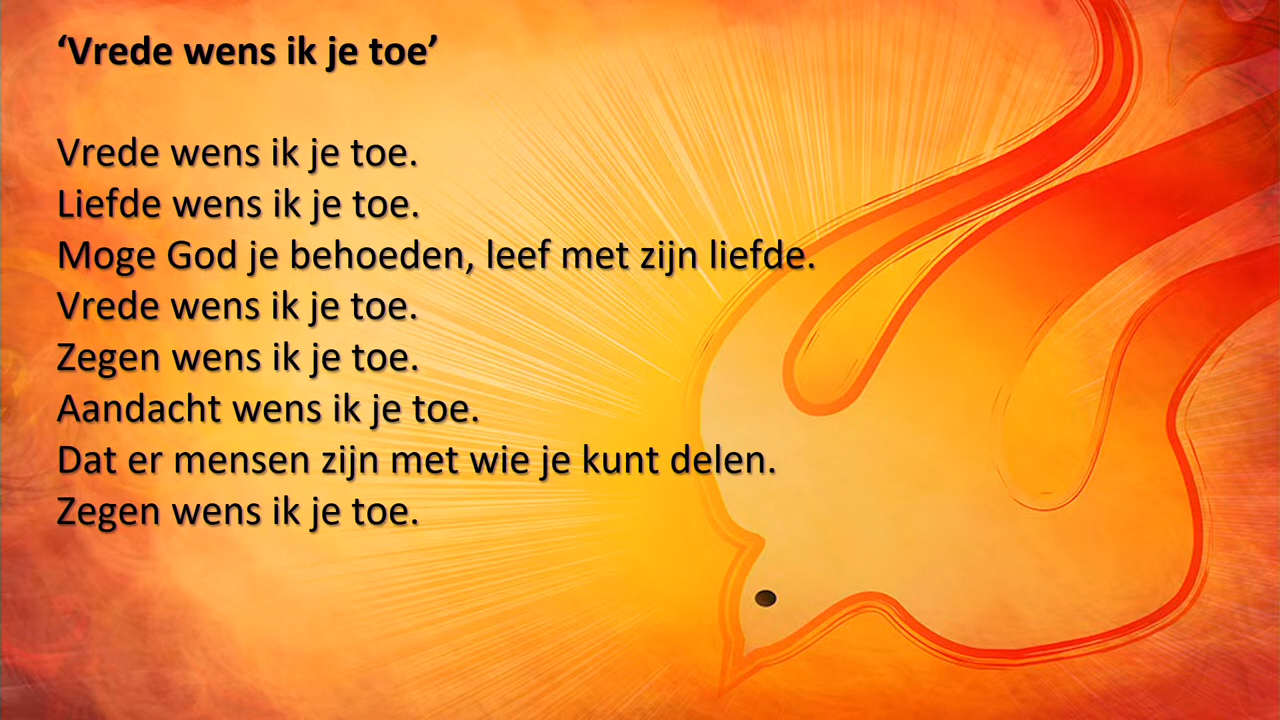 ‘Vrede wens ik je toe’
Vrede wens ik je toe.
Liefde wens ik je toe.
Moge God je behoeden, leef met zijn liefde.
Vrede wens ik je toe.
Zegen wens ik je toe.
Aandacht wens ik je toe.
Dat er mensen zijn met wie je kunt delen.
Zegen wens ik je toe.